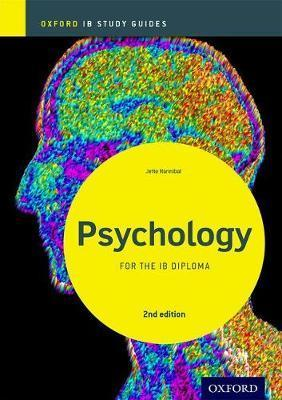 OXFORD IB STUDY GUIDES
Jette Hannibal
Psychology
FOR THE IB DIPLOMA
2nd edition
OXFORD